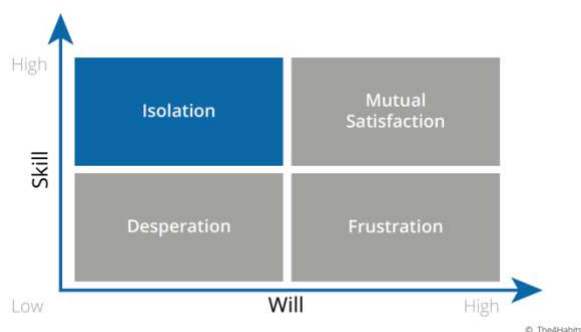 High
Isolation
Mutual
Satisfaction
Skill
Desperation
Frustration
Low
Will
High
© The4Habits